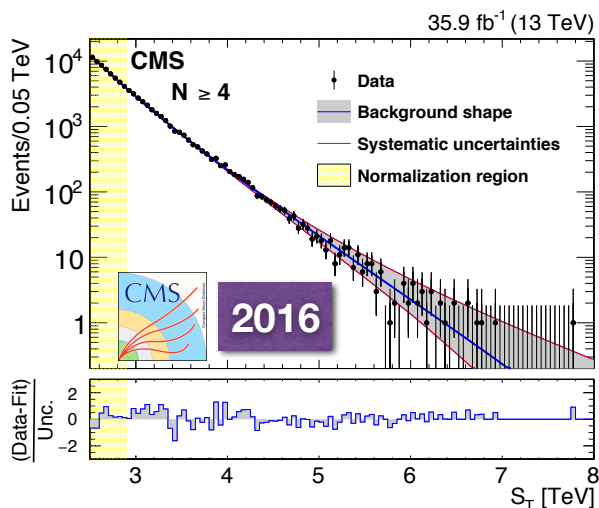 35.9 fb⁻¹ (13 TeV)
Events/0.05 TeV
10⁴
10³
10²
10
1
CMS
N ≥ 4
Data
Background shape
Systematic uncertainties
Normalization region
CMS
2016
(Data-Fit)
Unc.
2
0
−2
3 4 5 6 7 8
S_T [TeV]